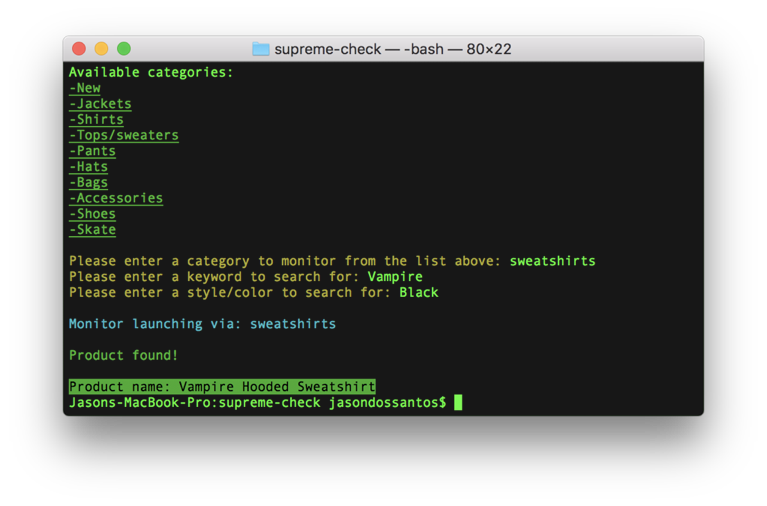 supreme-check — -bash — 80×22
Available categories:
-New
-Jackets
-Shirts
-Tops/sweaters
-Pants
-Hats
-Bags
-Accessories
-Shoes
-Skate
Please enter a category to monitor from the list above: sweatshirts
Please enter a keyword to search for: Vampire
Please enter a style/color to search for: Black
Monitor launching via: sweatshirts
Product found!
Product name: Vampire Hooded Sweatshirt
Jasons-MacBook-Pro:supreme-check jasondossantos$